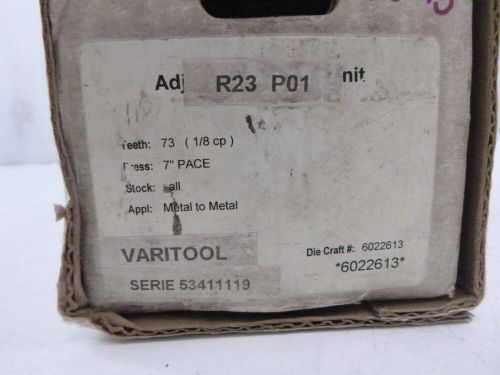 Adj R23 P01 nit
Teeth: 73 ( 1/8 cp )
Press: 7" PACE
Stock: all
Appl: Metal to Metal
VARITOOL
Die Craft #: 6022613
*6022613*
SERIE 53411119